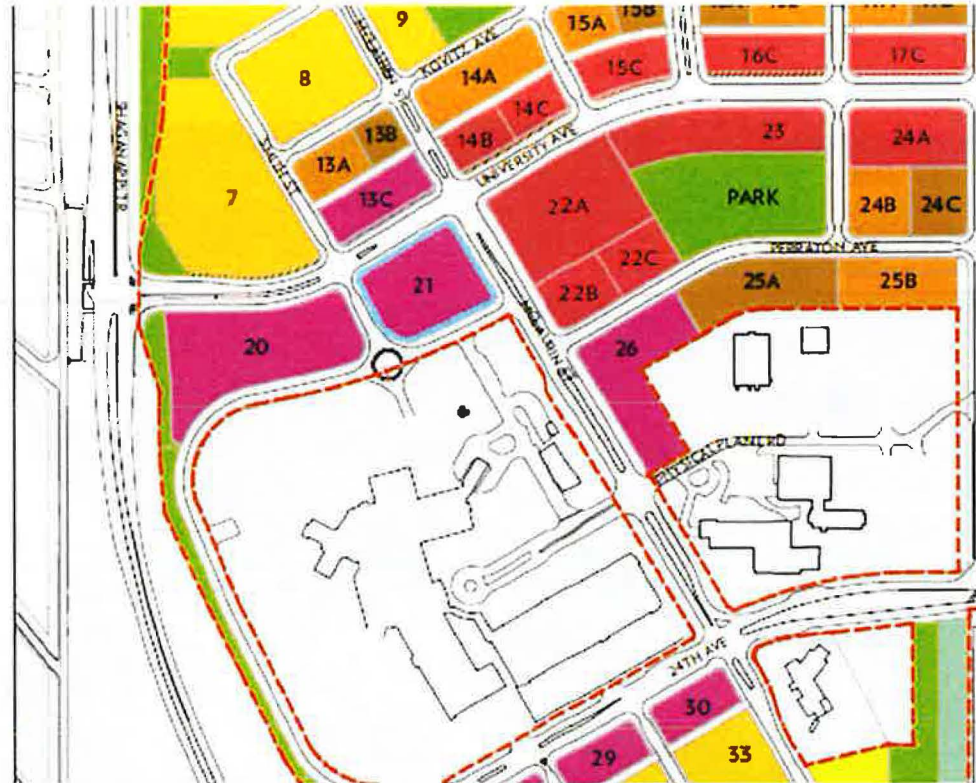 9
15A
15B
8
KOVITZ AVE
14A
15C
16C
17C
SHAGANAPPI TR
13B
14C
14B
23
24A
13A
UNIVERSITY AVE
7
13C
22A
PARK
24B
24C
PERRATON AVE
22C
21
25A
25B
22B
20
26
PHYSICAL PLANT RD
24TH AVE
30
29
33